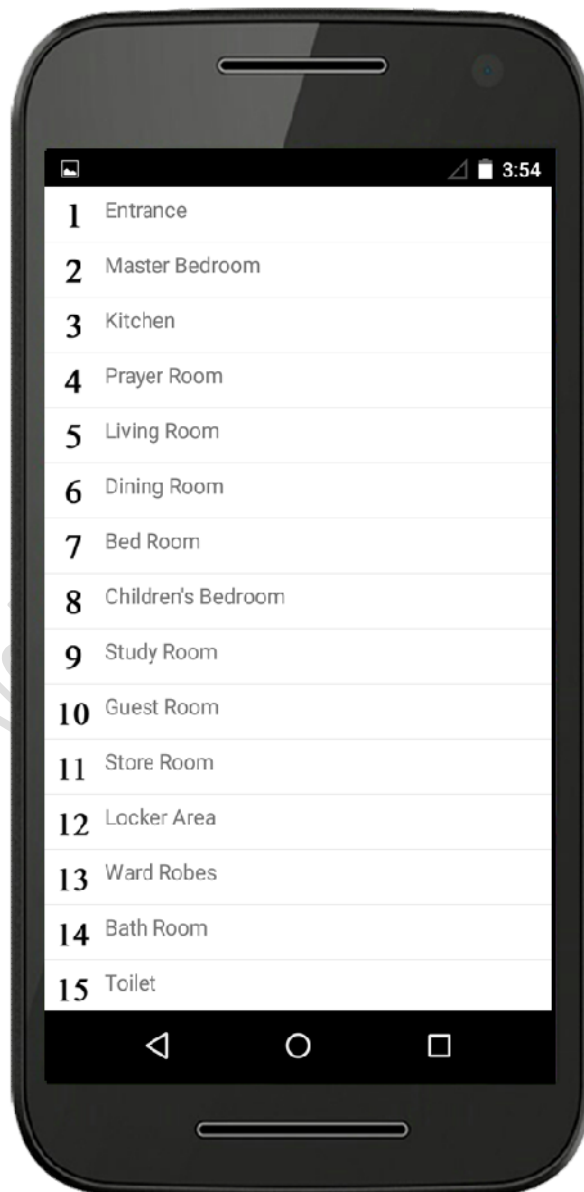 3:54
1 Entrance
2 Master Bedroom
3 Kitchen
4 Prayer Room
5 Living Room
6 Dining Room
7 Bed Room
8 Children's Bedroom
9 Study Room
10 Guest Room
11 Store Room
12 Locker Area
13 Ward Robes
14 Bath Room
15 Toilet